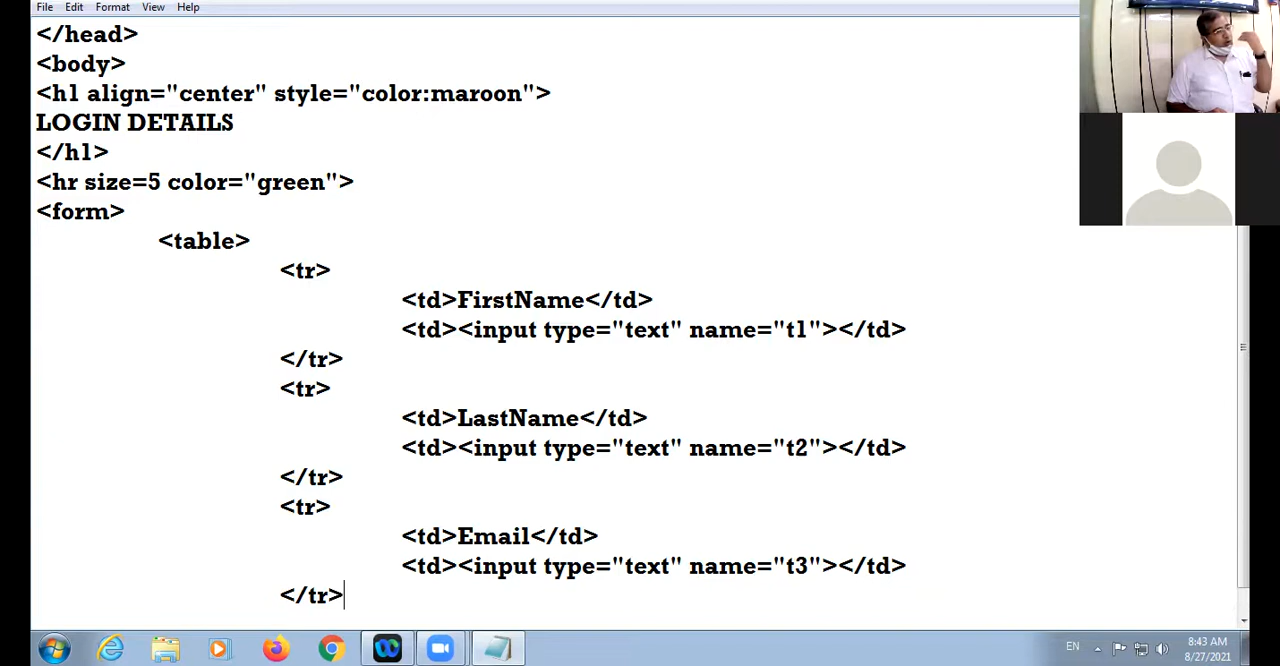 File Edit Format View Help
</head>
<body>
<h1 align="center" style="color:maroon">
LOGIN DETAILS
</h1>
<hr size=5 color="green">
<form>
<table>
<tr>
<td>FirstName</td>
<td><input type="text" name="t1"></td>
</tr>
<tr>
<td>LastName</td>
<td><input type="text" name="t2"></td>
</tr>
<tr>
<td>Email</td>
<td><input type="text" name="t3"></td>
</tr>
EN
8:43 AM
8/27/2021